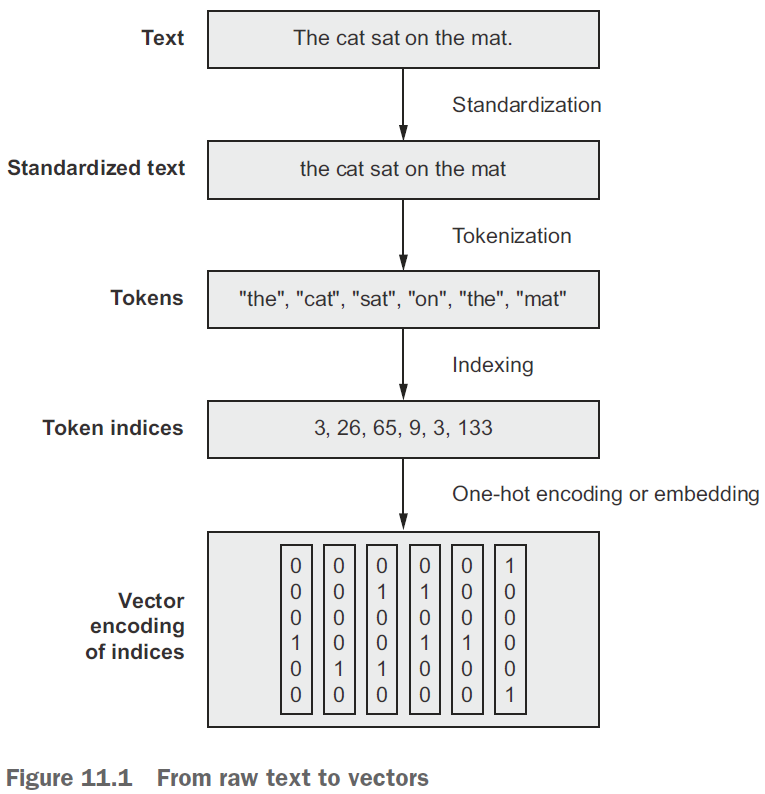 Text
The cat sat on the mat.
Standardization
Standardized text
the cat sat on the mat
Tokenization
Tokens
"the", "cat", "sat", "on", "the", "mat"
Indexing
Token indices
3, 26, 65, 9, 3, 133
One-hot encoding or embedding
Vector
encoding
of indices
0 0 0 0 0 1
0 0 1 1 0 0
0 0 0 0 0 0
1 0 0 1 1 0
0 1 1 0 0 0
0 0 0 0 0 1
Figure 11.1 From raw text to vectors